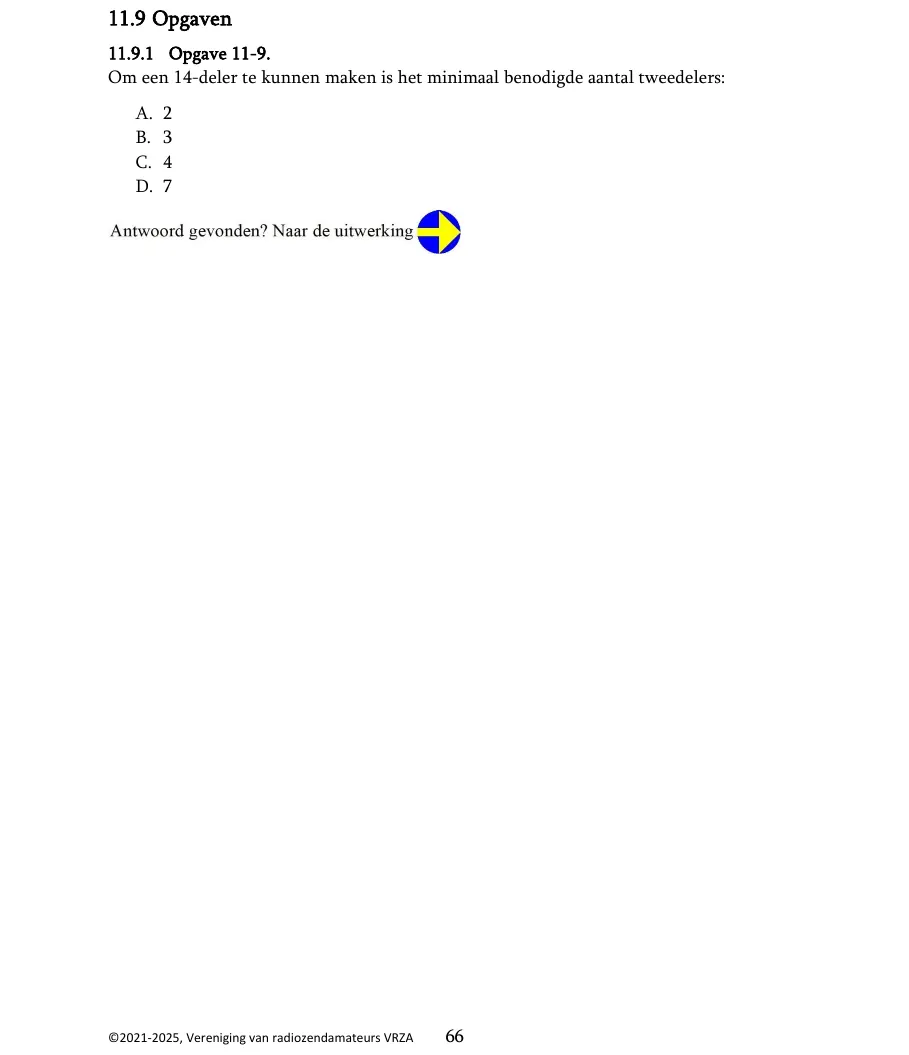 11.9 Opgaven
11.9.1 Opgave 11-9.
Om een 14-deler te kunnen maken is het minimaal benodigde aantal tweedelers:
A. 2
B. 3
C. 4
D. 7
Antwoord gevonden? Naar de uitwerking
©2021-2025, Vereniging van radiozendamateurs VRZA 66